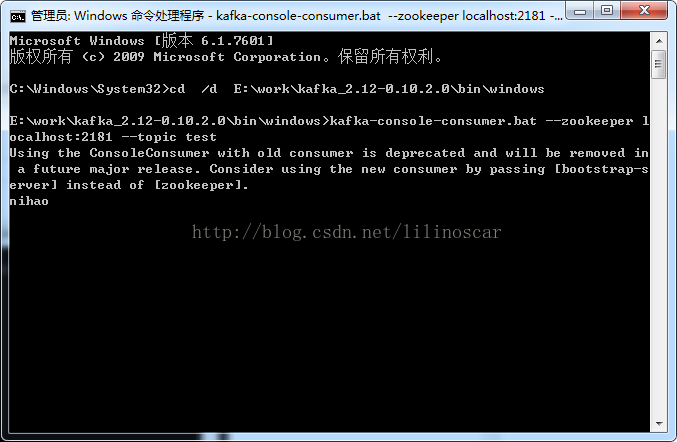 管理员: Windows 命令处理程序 - kafka-console-consumer.bat  --zookeeper localhost:2181 -...
Microsoft Windows [版本 6.1.7601]
版权所有 (c) 2009 Microsoft Corporation。保留所有权利。
C:\Windows\System32>cd  /d  E:\work\kafka_2.12-0.10.2.0\bin\windows
E:\work\kafka_2.12-0.10.2.0\bin\windows>kafka-console-consumer.bat --zookeeper l
ocalhost:2181 --topic test
Using the ConsoleConsumer with old consumer is deprecated and will be removed in
 a future major release. Consider using the new consumer by passing [bootstrap-s
erver] instead of [zookeeper].
nihao
http://blog.csdn.net/lilinoscar